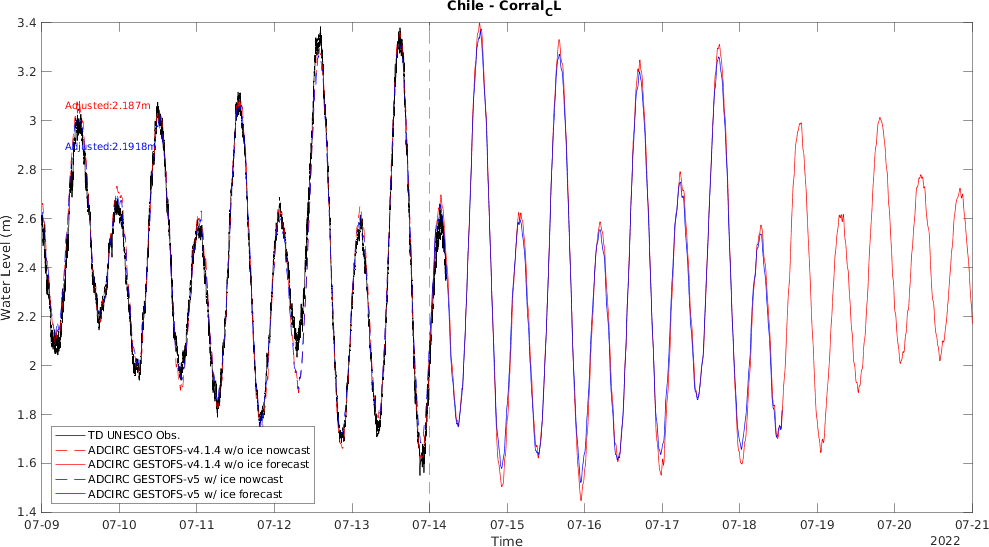 Chile - Corral_CL
3.4
3.2
3
2.8
2.6
2.4
2.2
2
1.8
1.6
1.4
Water Level (m)
Adjusted:2.187m
Adjusted:2.1918m
TD UNESCO Obs.
ADCIRC GESTOFS-v4.1.4 w/o ice nowcast
ADCIRC GESTOFS-v4.1.4 w/o ice forecast
ADCIRC GESTOFS-v5 w/ ice nowcast
ADCIRC GESTOFS-v5 w/ ice forecast
07-09 07-10 07-11 07-12 07-13 07-14 07-15 07-16 07-17 07-18 07-19 07-20 07-21
Time
2022